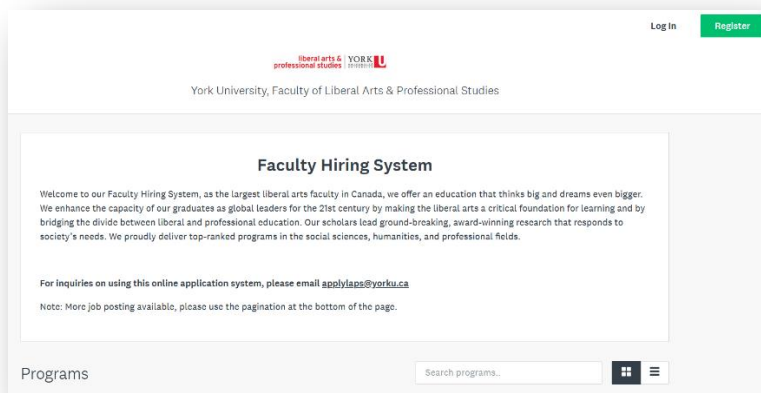 Log In
Register
liberal arts &
professional studies
YORK U
UNIVERSITÉ
UNIVERSITY
York University, Faculty of Liberal Arts & Professional Studies
Faculty Hiring System
Welcome to our Faculty Hiring System, as the largest liberal arts faculty in Canada, we offer an education that thinks big and dreams even bigger.
We enhance the capacity of our graduates as global leaders for the 21st century by making the liberal arts a critical foundation for learning and by
bridging the divide between liberal and professional education. Our scholars lead ground-breaking, award-winning research that responds to
society's needs. We proudly deliver top-ranked programs in the social sciences, humanities, and professional fields.
For inquiries on using this online application system, please email applylaps@yorku.ca
Note: More job posting available, please use the pagination at the bottom of the page.
Programs
Search programs..